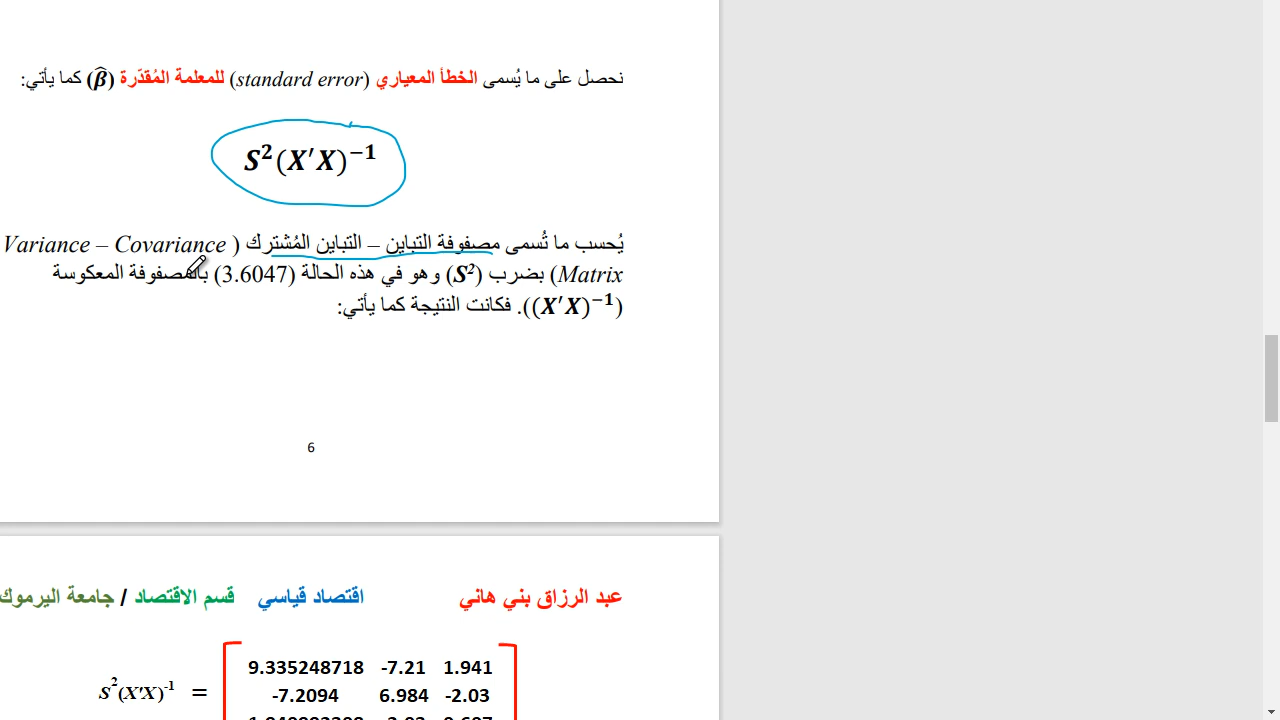 نحصل على ما يُسمى الخطأ المعياري (standard error) للمعلمة المُقدّرة (β̂) كما يأتي:
S²(X′X)⁻¹
يُحسب ما تُسمى مصفوفة التباين – التباين المُشترك (Variance – Covariance
Matrix) بضرب (S²) وهو في هذه الحالة (3.6047) بالمصفوفة المعكوسة
((X′X)⁻¹). فكانت النتيجة كما يأتي:
6
عبد الرزاق بني هاني اقتصاد قياسي قسم الاقتصاد / جامعة اليرموك
S²(X'X)⁻¹ =
9.335248718 -7.21 1.941
-7.2094 6.984 -2.03